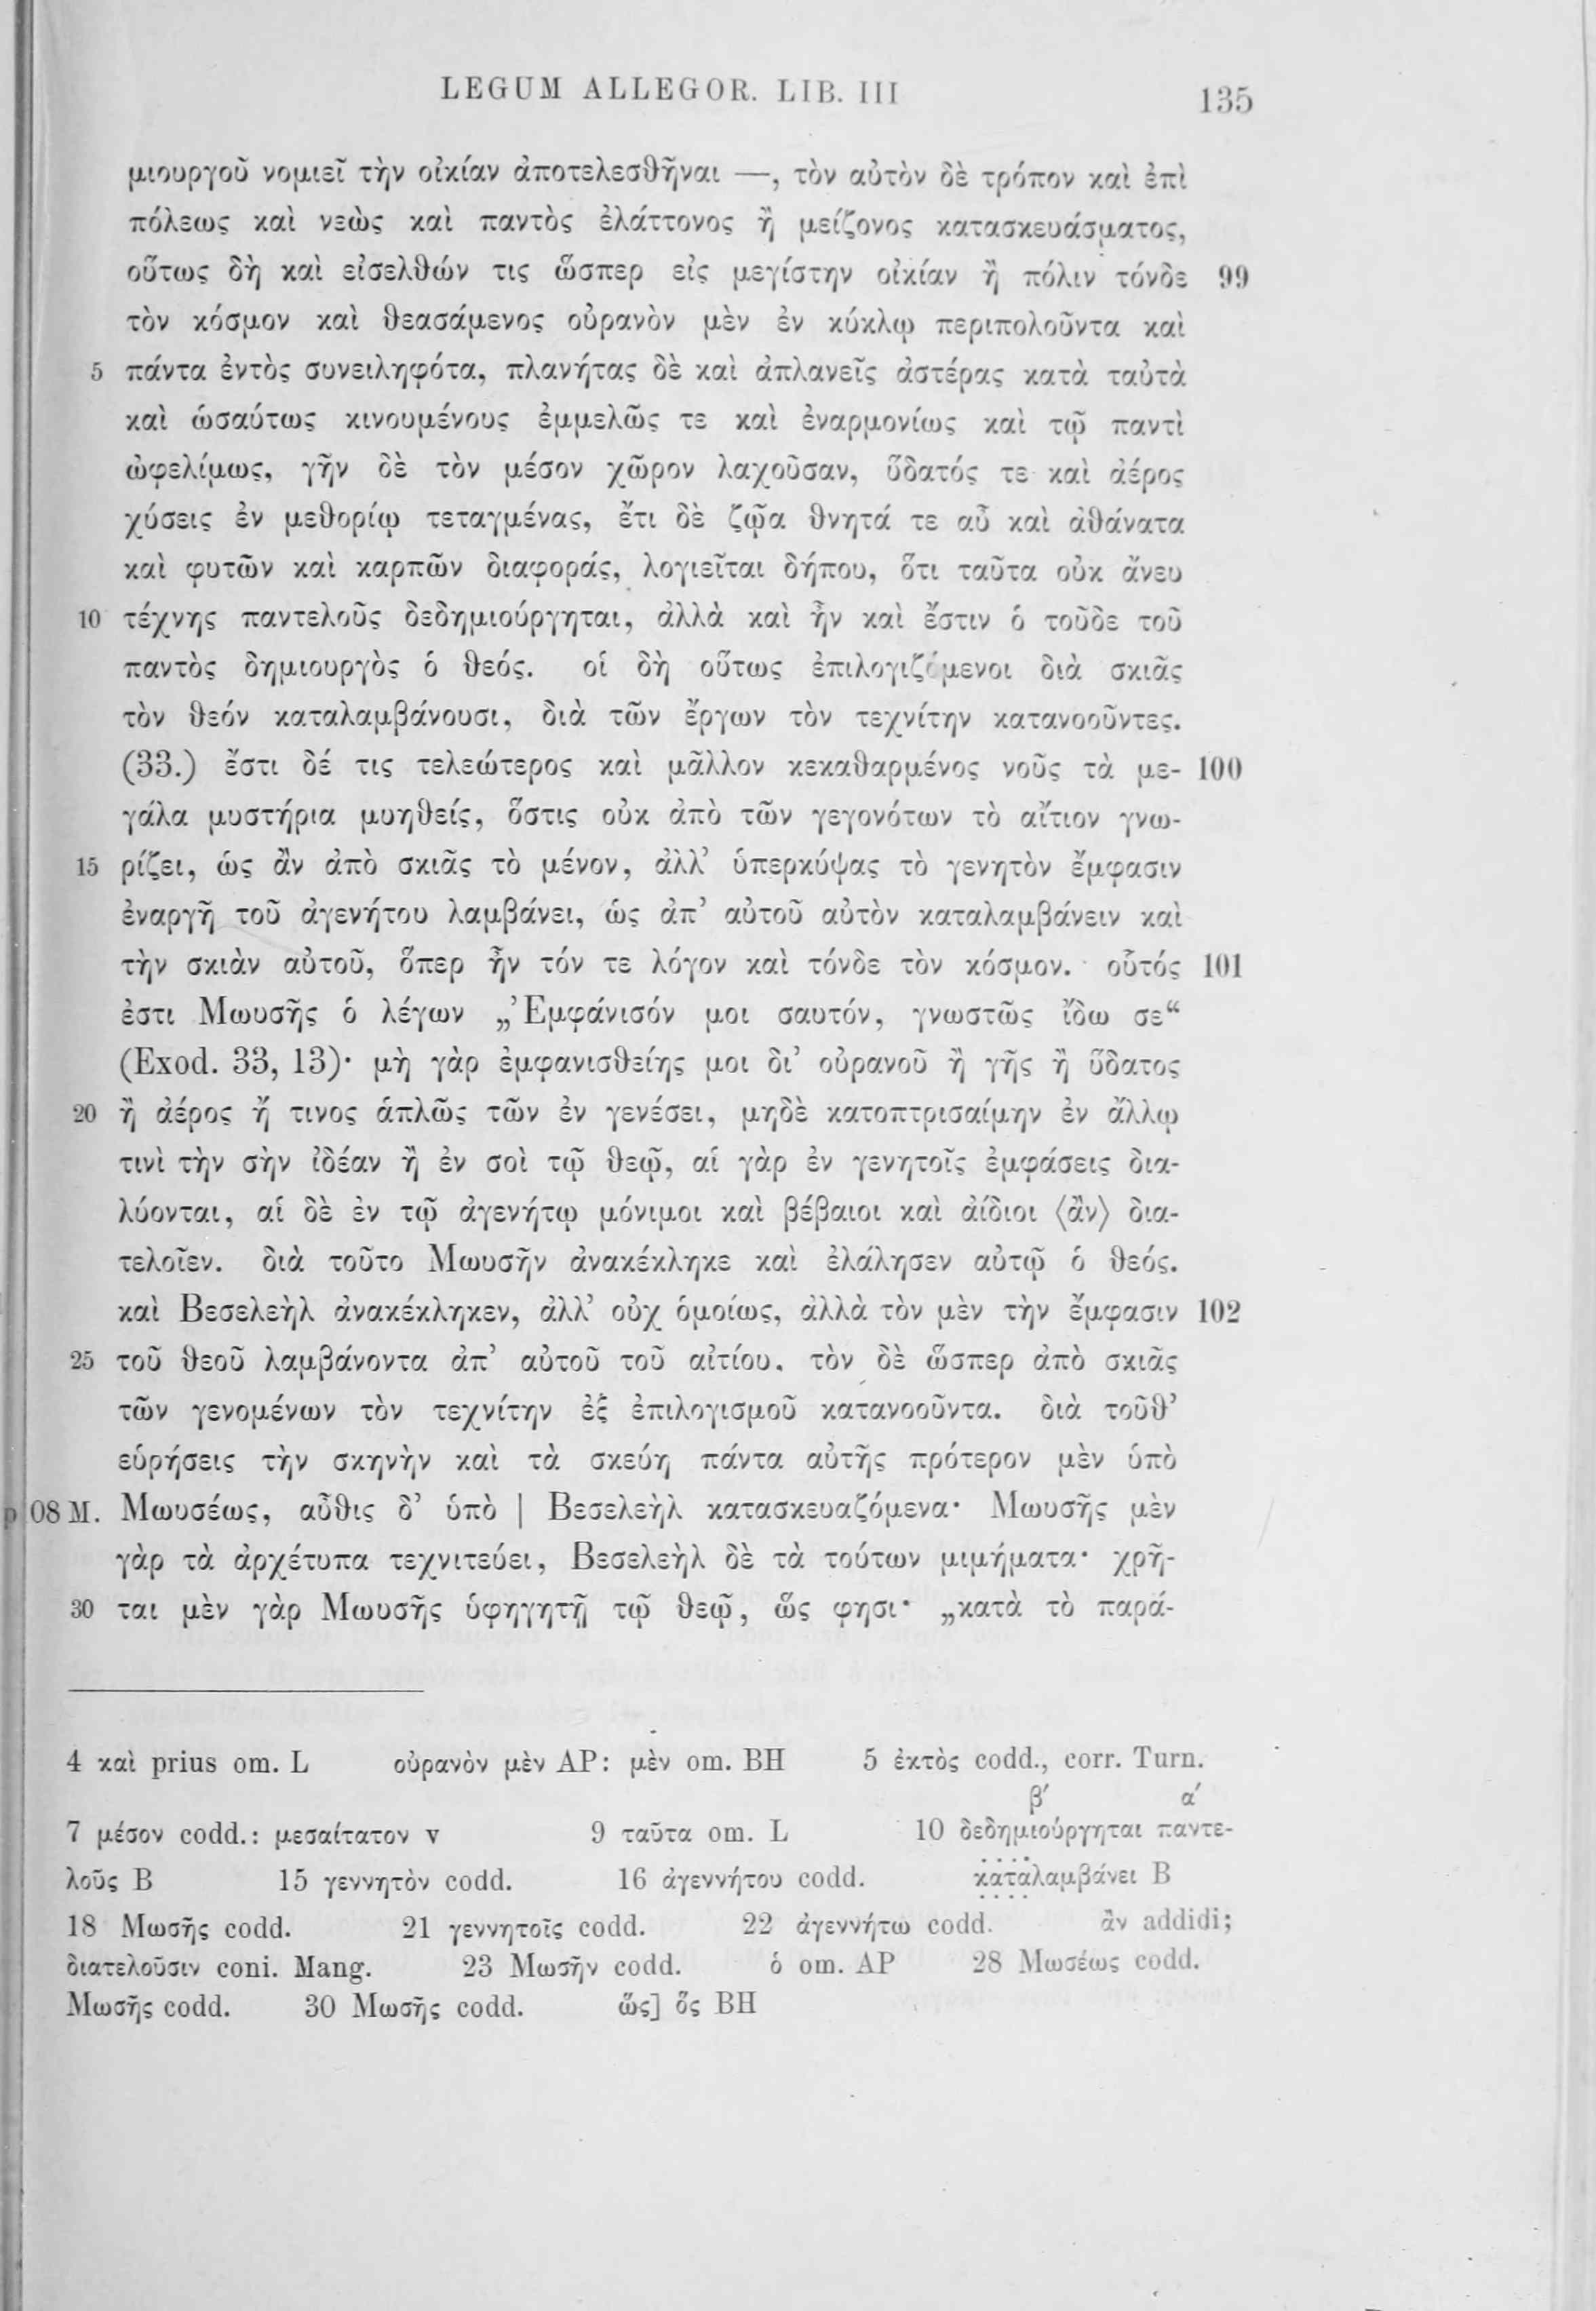 LEGUM ALLEGOR. LIB. III 135
μιουργοῦ νομιεῖ τὴν οἰκίαν ἀποτελεσθῆναι —, τὸν αὐτὸν δὲ τρόπον καὶ ἐπὶ
πόλεως καὶ νεὼς καὶ παντὸς ἐλάττονος ἢ μείζονος κατασκευάσματος,
οὕτως δὴ καὶ εἰσελθών τις ὥσπερ εἰς μεγίστην οἰκίαν ἢ πόλιν τόνδε 99
τὸν κόσμον καὶ θεασάμενος οὐρανὸν μὲν ἐν κύκλῳ περιπολοῦντα καὶ
5 πάντα ἐντὸς συνειληφότα, πλανήτας δὲ καὶ ἀπλανεῖς ἀστέρας κατὰ ταὐτὰ
καὶ ὡσαύτως κινουμένους ἐμμελῶς τε καὶ ἐναρμονίως καὶ τῷ παντὶ
ὠφελίμως, γῆν δὲ τὸν μέσον χῶρον λαχοῦσαν, ὕδατός τε καὶ ἀέρος
χύσεις ἐν μεθορίῳ τεταγμένας, ἔτι δὲ ζῷα θνητά τε αὖ καὶ ἀθάνατα
καὶ φυτῶν καὶ καρπῶν διαφοράς, λογιεῖται δήπου, ὅτι ταῦτα οὐκ ἄνευ
10 τέχνης παντελοῦς δεδημιούργηται, ἀλλὰ καὶ ἦν καὶ ἔστιν ὁ τοῦδε τοῦ
παντὸς δημιουργὸς ὁ θεός. οἱ δὴ οὕτως ἐπιλογιζόμενοι διὰ σκιᾶς
τὸν θεόν καταλαμβάνουσι, διὰ τῶν ἔργων τὸν τεχνίτην κατανοοῦντες.
(33.) ἔστι δέ τις τελεώτερος καὶ μᾶλλον κεκαθαρμένος νοῦς τὰ με- 100
γάλα μυστήρια μυηθείς, ὅστις οὐκ ἀπὸ τῶν γεγονότων τὸ αἴτιον γνω-
15 ρίζει, ὡς ἂν ἀπὸ σκιᾶς τὸ μένον, ἀλλ’ ὑπερκύψας τὸ γενητὸν ἔμφασιν
ἐναργῆ τοῦ ἀγενήτου λαμβάνει, ὡς ἀπ’ αὐτοῦ αὐτὸν καταλαμβάνειν καὶ
τὴν σκιὰν αὐτοῦ, ὅπερ ἦν τόν τε λόγον καὶ τόνδε τὸν κόσμον. οὗτός 101
ἐστι Μωυσῆς ὁ λέγων „Ἐμφάνισόν μοι σαυτόν, γνωστῶς ἴδω σε“
(Exod. 33, 13)· μὴ γὰρ ἐμφανισθείης μοι δι’ οὐρανοῦ ἢ γῆς ἢ ὕδατος
20 ἢ ἀέρος ἤ τινος ἁπλῶς τῶν ἐν γενέσει, μηδὲ κατοπτρισαίμην ἐν ἄλλῳ
τινὶ τὴν σὴν ἰδέαν ἢ ἐν σοὶ τῷ θεῷ, αἱ γὰρ ἐν γενητοῖς ἐμφάσεις δια-
λύονται, αἱ δὲ ἐν τῷ ἀγενήτῳ μόνιμοι καὶ βέβαιοι καὶ ἀίδιοι ⟨ἂν⟩ δια-
τελοῖεν. διὰ τοῦτο Μωυσῆν ἀνακέκληκε καὶ ἐλάλησεν αὐτῷ ὁ θεός.
καὶ Βεσελεὴλ ἀνακέκληκεν, ἀλλ’ οὐχ ὁμοίως, ἀλλὰ τὸν μὲν τὴν ἔμφασιν 102
25 τοῦ θεοῦ λαμβάνοντα ἀπ’ αὐτοῦ τοῦ αἰτίου, τὸν δὲ ὥσπερ ἀπὸ σκιᾶς
τῶν γενομένων τὸν τεχνίτην ἐξ ἐπιλογισμοῦ κατανοοῦντα. διὰ τοῦθ’
εὑρήσεις τὴν σκηνὴν καὶ τὰ σκεύη πάντα αὐτῆς πρότερον μὲν ὑπὸ
p 08 M. Μωυσέως, αὖθις δ’ ὑπὸ | Βεσελεὴλ κατασκευαζόμενα· Μωυσῆς μὲν
γὰρ τὰ ἀρχέτυπα τεχνιτεύει, Βεσελεὴλ δὲ τὰ τούτων μιμήματα· χρῆ-
30 ται μὲν γὰρ Μωυσῆς ὑφηγητῇ τῷ θεῷ, ὥς φησι· „κατὰ τὸ παρά-
4 καὶ prius om. L οὐρανὸν μὲν AP: μὲν om. BH 5 ἐκτὸς codd., corr. Turn.
β′ α′
7 μέσον codd.: μεσαίτατον v 9 ταῦτα om. L 10 δεδημιούργηται παντε-
λοῦς B 15 γεννητὸν codd. 16 ἀγεννήτου codd. καταλαμβάνει B
18 Μωσῆς codd. 21 γεννητοῖς codd. 22 ἀγεννήτω codd. ἂν addidi;
διατελοῦσιν coni. Mang. 23 Μωσῆν codd. ὁ om. AP 28 Μωσέως codd.
Μωσῆς codd. 30 Μωσῆς codd. ὥς] ὅς BH